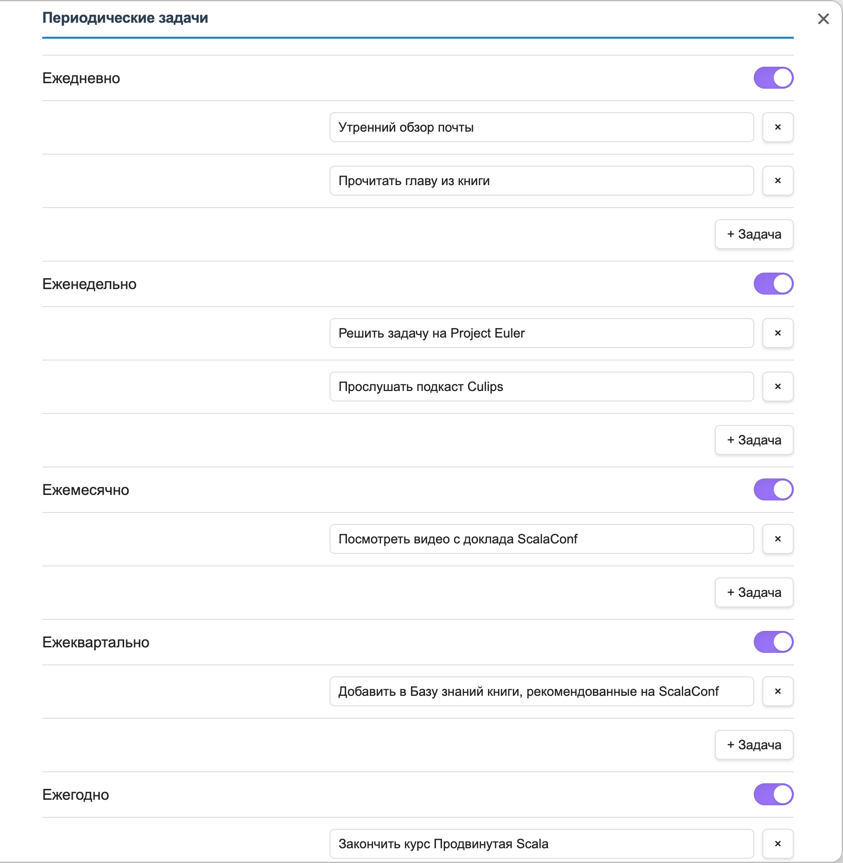 Периодические задачи
×
Ежедневно
Утренний обзор почты
×
Прочитать главу из книги
×
+ Задача
Еженедельно
Решить задачу на Project Euler
×
Прослушать подкаст Culips
×
+ Задача
Ежемесячно
Посмотреть видео с доклада ScalaConf
×
+ Задача
Ежеквартально
Добавить в Базу знаний книги, рекомендованные на ScalaConf
×
+ Задача
Ежегодно
Закончить курс Продвинутая Scala
×